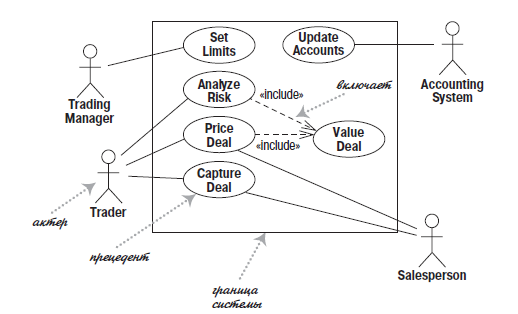 Set
Limits
Update
Accounts
Trading
Manager
Analyze
Risk
«include»
включает
Accounting
System
Price
Deal
«include»
Value
Deal
Capture
Deal
Trader
актер
прецедент
граница
системы
Salesperson